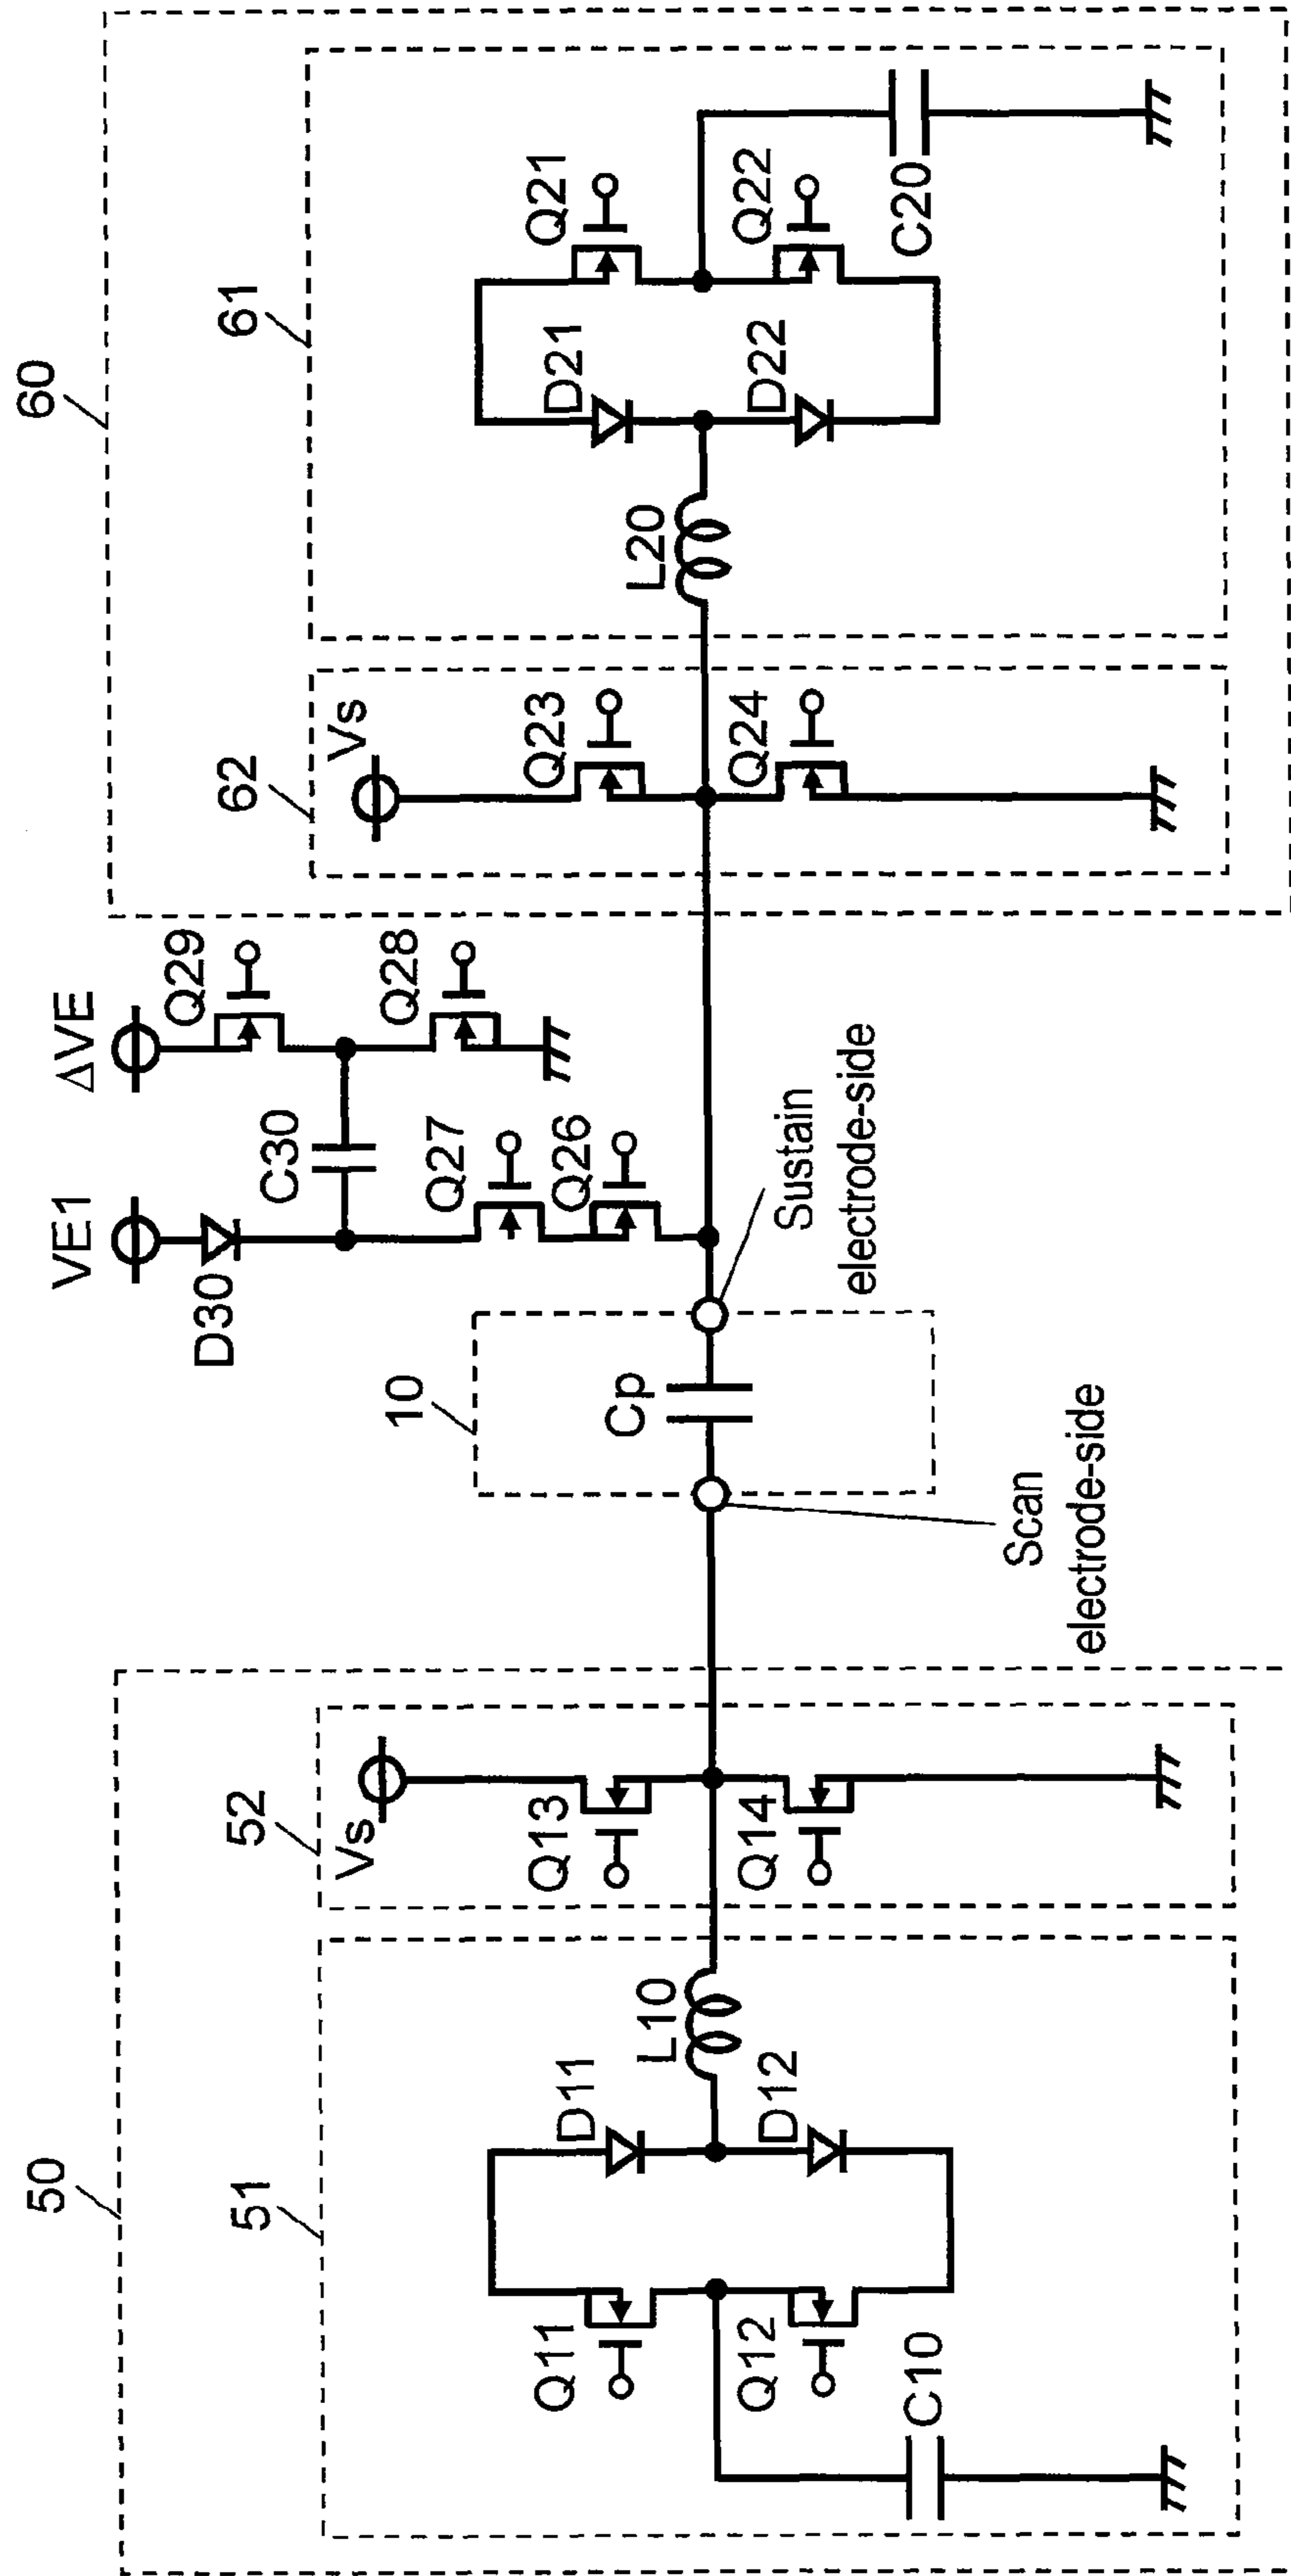 50
51
52
Vs
Q11
Q12
C10
D11
D12
L10
Q13
Q14
Scan
electrode-side
10
Cp
Sustain
electrode-side
VE1
D30
C30
Q27
Q26
ΔVE
Q29
Q28
60
62
Vs
Q23
Q24
61
L20
D21
D22
Q21
Q22
C20